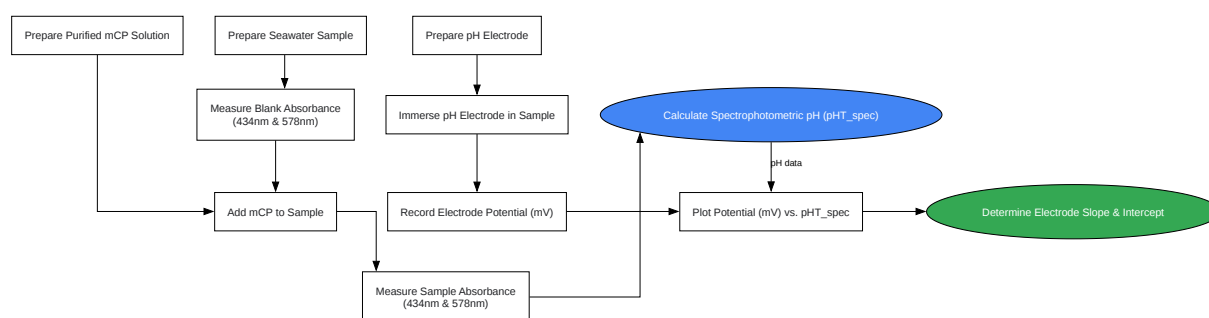 Prepare Purified mCP Solution
Prepare Seawater Sample
Prepare pH Electrode
Measure Blank Absorbance
(434nm & 578nm)
Immerse pH Electrode in Sample
Calculate Spectrophotometric pH (pHT_spec)
pH data
Add mCP to Sample
Record Electrode Potential (mV)
Plot Potential (mV) vs. pHT_spec
Determine Electrode Slope & Intercept
Measure Sample Absorbance
(434nm & 578nm)